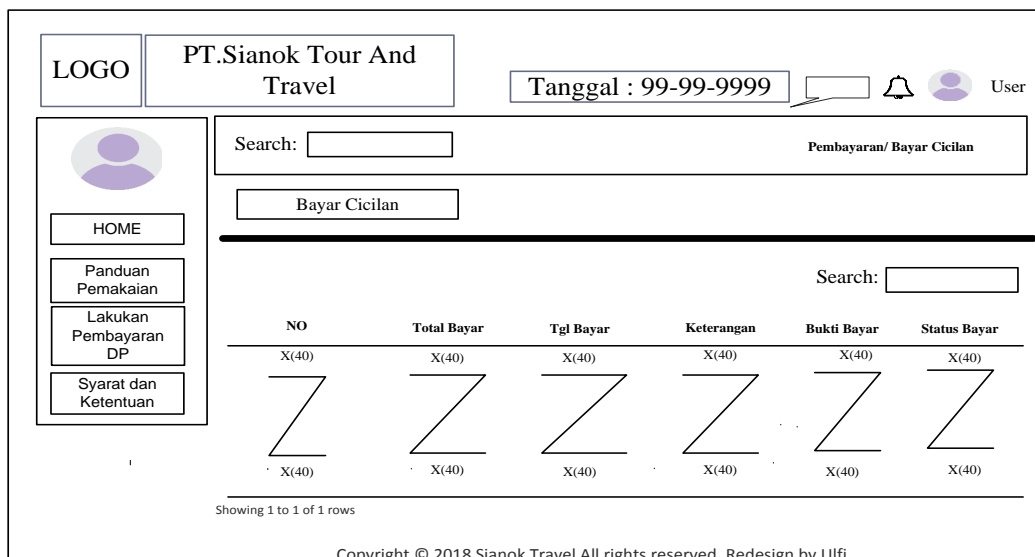 LOGO
PT.Sianok Tour And
Travel
Tanggal : 99-99-9999
User
Search:
Pembayaran/ Bayar Cicilan
Bayar Cicilan
HOME
Panduan
Pemakaian
Lakukan
Pembayaran
DP
Syarat dan
Ketentuan
Search:
NO Total Bayar Tgl Bayar Keterangan Bukti Bayar Status Bayar
X(40) X(40) X(40) X(40) X(40) X(40)
X(40) X(40) X(40) X(40) X(40) X(40)
Showing 1 to 1 of 1 rows
Copyright © 2018 Sianok Travel All rights reserved. Redesign by Ulfi